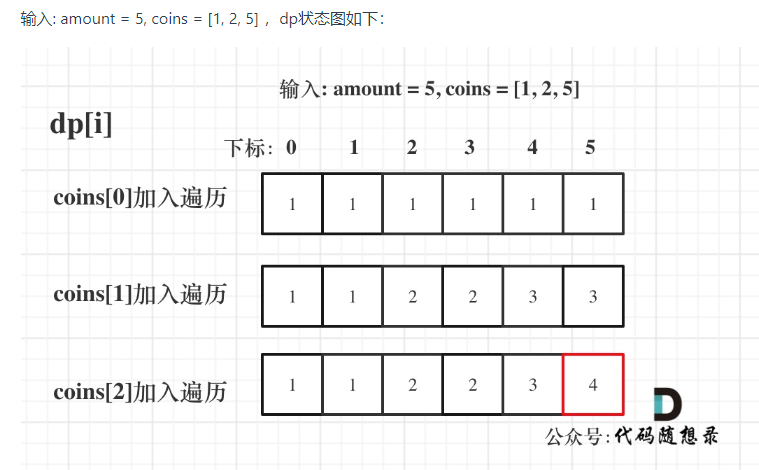 输入: amount = 5, coins = [1, 2, 5] ，dp状态图如下：
输入: amount = 5, coins = [1, 2, 5]
dp[i]
下标: 0 1 2 3 4 5
coins[0]加入遍历 1 1 1 1 1 1
coins[1]加入遍历 1 1 2 2 3 3
coins[2]加入遍历 1 1 2 2 3 4
公众号:代码随想录